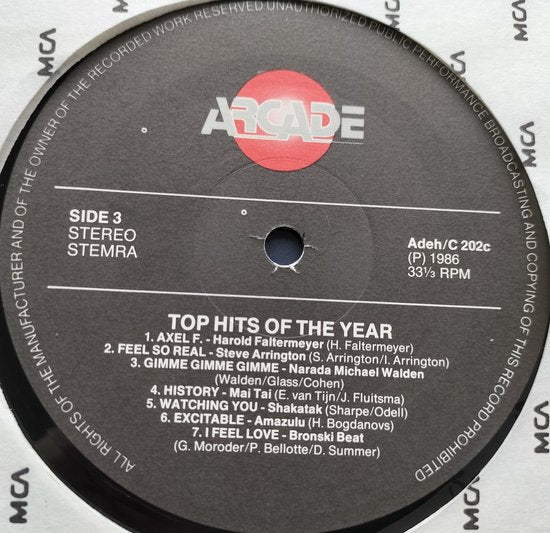 ALL RIGHTS OF THE MANUFACTURER AND OF THE OWNER OF THE RECORDED WORK RESERVED UNAUTHORIZED PUBLIC PERFORMANCE BROADCASTING AND COPYING OF THIS RECORD PROHIBITED
ARCADE
SIDE 3
STEREO
STEMRA
Adeh/C 202c
(P) 1986
33⅓ RPM
TOP HITS OF THE YEAR
1. AXEL F. - Harold Faltermeyer (H. Faltermeyer)
2. FEEL SO REAL - Steve Arrington (S. Arrington/I. Arrington)
3. GIMME GIMME GIMME - Narada Michael Walden
(Walden/Glass/Cohen)
4. HISTORY - Mai Tai (E. van Tijn/J. Fluitsma)
5. WATCHING YOU - Shakatak (Sharpe/Odell)
6. EXCITABLE - Amazulu (H. Bogdanovs)
7. I FEEL LOVE - Bronski Beat
(G. Moroder/P. Bellotte/D. Summer)
MCA
MCA
MCA
MCA
MCA
MCA